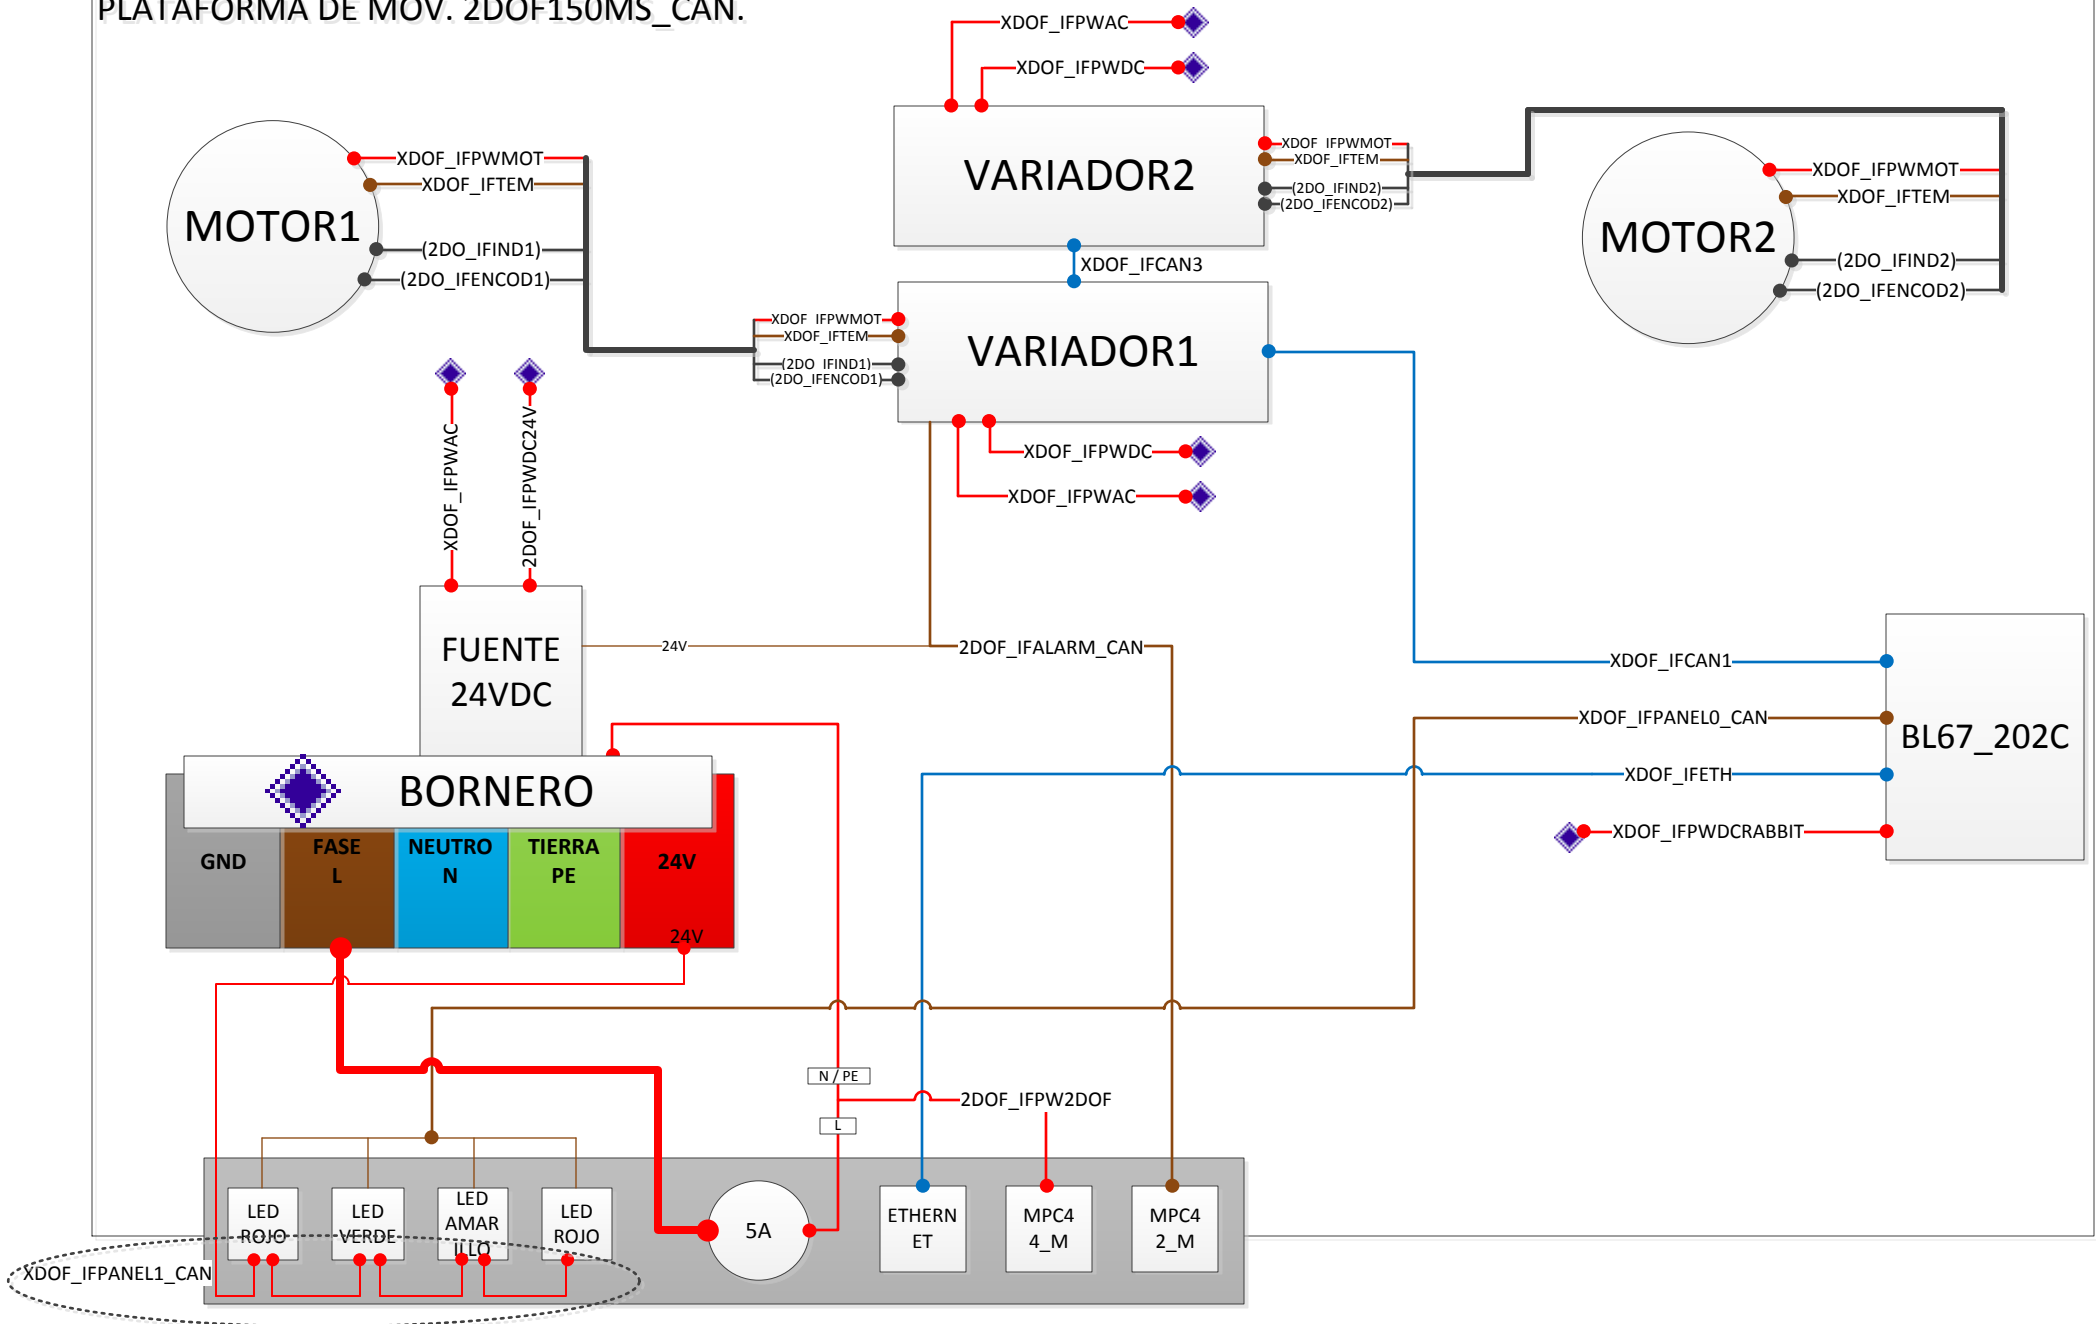 PLATAFORMA DE MOV. 2DOF150MS_CAN.
XDOF_IFPWAC
XDOF_IFPWDC
VARIADOR2
XDOF_IFPWMOT
XDOF_IFTEM
(2DO_IFIND2)
(2DO_IFENCOD2)
MOTOR1
XDOF_IFPWMOT
XDOF_IFTEM
(2DO_IFIND1)
(2DO_IFENCOD1)
MOTOR2
XDOF_IFPWMOT
XDOF_IFTEM
(2DO_IFIND2)
(2DO_IFENCOD2)
XDOF_IFCAN3
XDOF_IFPWMOT
XDOF_IFTEM
(2DO_IFIND1)
(2DO_IFENCOD1)
VARIADOR1
XDOF_IFPWDC
XDOF_IFPWAC
XDOF_IFPWAC
2DOF_IFPWDC24V
FUENTE
24VDC
24V
2DOF_IFALARM_CAN
XDOF_IFCAN1
XDOF_IFPANEL0_CAN
XDOF_IFETH
XDOF_IFPWDCRABBIT
BL67_202C
BORNERO
GND
FASE
L
NEUTRO
N
TIERRA
PE
24V
24V
N / PE
L
2DOF_IFPW2DOF
LED
ROJO
LED
VERDE
LED
AMAR
ILLO
LED
ROJO
5A
ETHERN
ET
MPC4
4_M
MPC4
2_M
XDOF_IFPANEL1_CAN